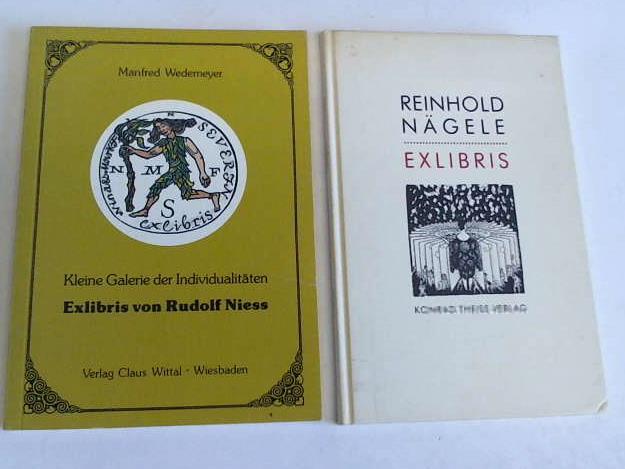 Manfred Wedemeyer
SEVERIN
N M F
S
exlibris
Kleine Galerie der Individualitäten
Exlibris von Rudolf Niess
Verlag Claus Wittal - Wiesbaden
REINHOLD
NÄGELE
EXLIBRIS
KONRAD THEISS VERLAG